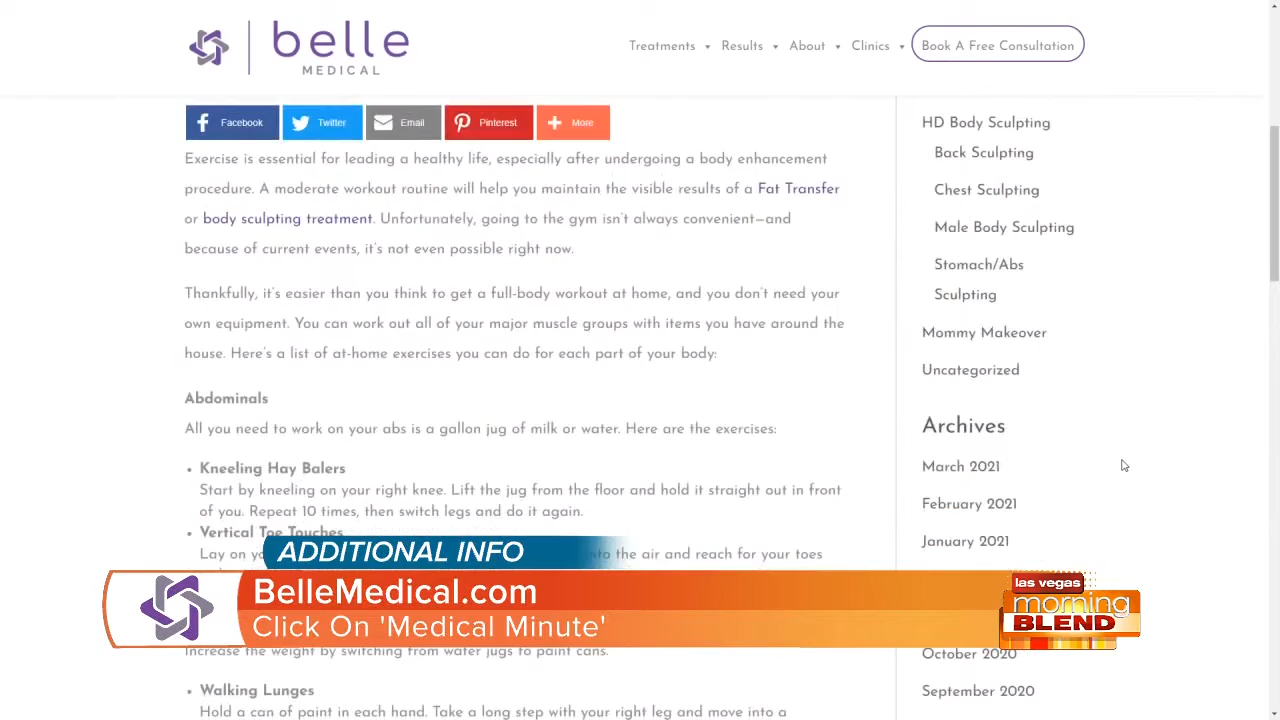 belle
MEDICAL
Treatments
Results
About
Clinics
Book A Free Consultation
Facebook
Twitter
Email
Pinterest
More
Exercise is essential for leading a healthy life, especially after undergoing a body enhancement
procedure. A moderate workout routine will help you maintain the visible results of a Fat Transfer
or body sculpting treatment. Unfortunately, going to the gym isn't always convenient—and
because of current events, it's not even possible right now.
Thankfully, it's easier than you think to get a full-body workout at home, and you don't need your
own equipment. You can work out all of your major muscle groups with items you have around the
house. Here's a list of at-home exercises you can do for each part of your body:
Abdominals
All you need to work on your abs is a gallon jug of milk or water. Here are the exercises:
• Kneeling Hay Balers
Start by kneeling on your right knee. Lift the jug from the floor and hold it straight out in front
of you. Repeat 10 times, then switch legs and do it again.
• Vertical Toe Touches
Lay on the air and reach for your toes
Increase the weight by switching from water jugs to paint cans.
• Walking Lunges
Hold a can of paint in each hand. Take a long step with your right leg and move into a
HD Body Sculpting
Back Sculpting
Chest Sculpting
Male Body Sculpting
Stomach/Abs
Sculpting
Mommy Makeover
Uncategorized
Archives
March 2021
February 2021
January 2021
October 2020
September 2020
ADDITIONAL INFO
BelleMedical.com
Click On 'Medical Minute'
las vegas
morning
BLEND